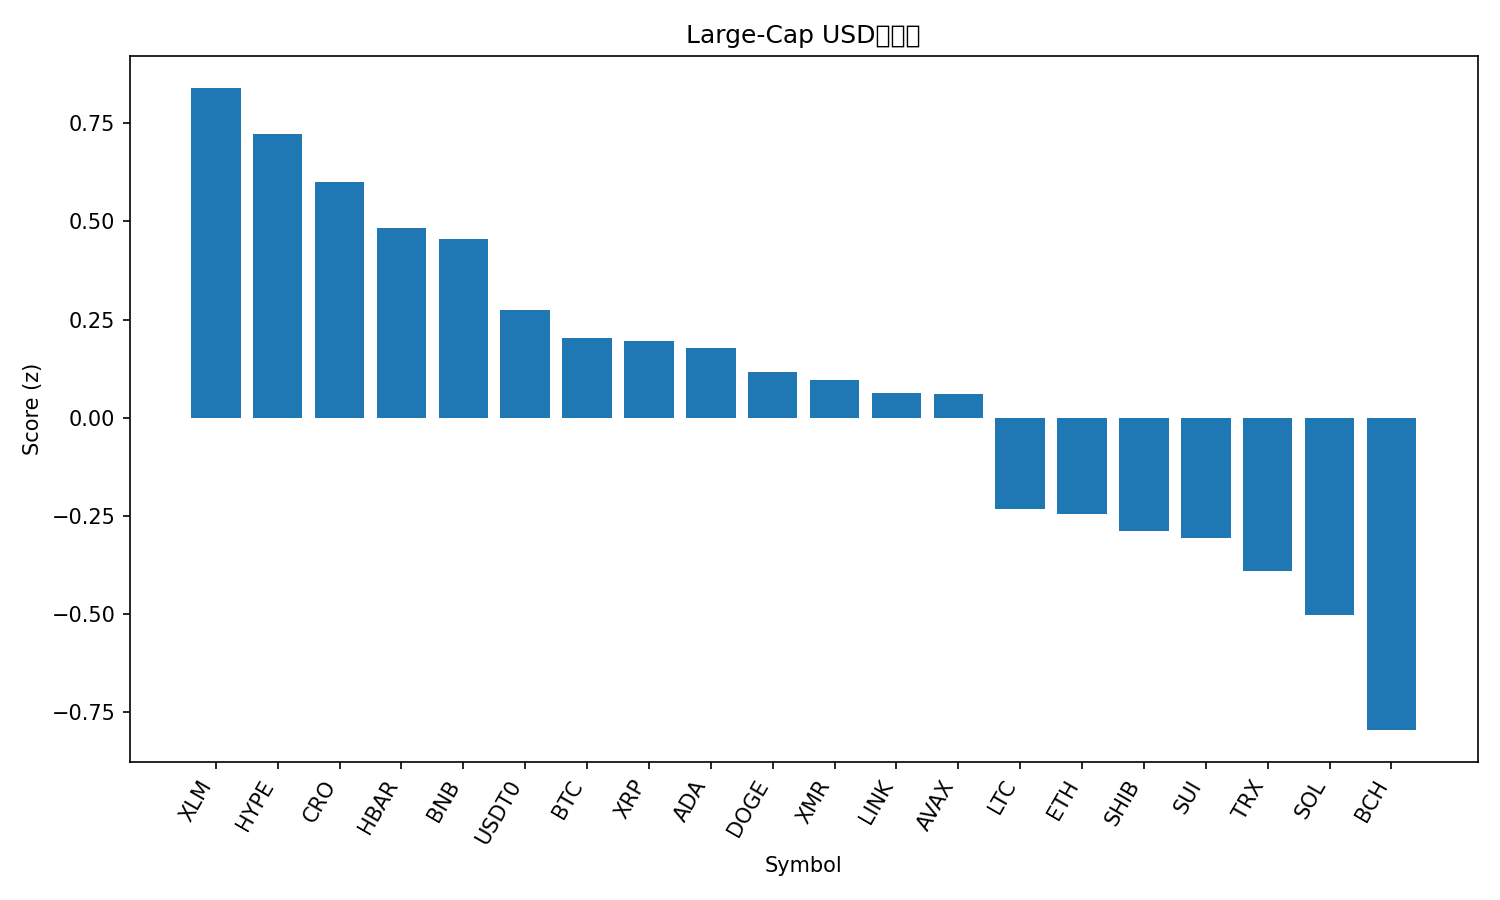 Large-Cap USD
0.75
0.50
0.25
0.00
−0.25
−0.50
−0.75
Score (z)
XLM
HYPE
CRO
HBAR
BNB
USDT0
BTC
XRP
ADA
DOGE
XMR
LINK
AVAX
LTC
ETH
SHIB
SUI
TRX
SOL
BCH
Symbol